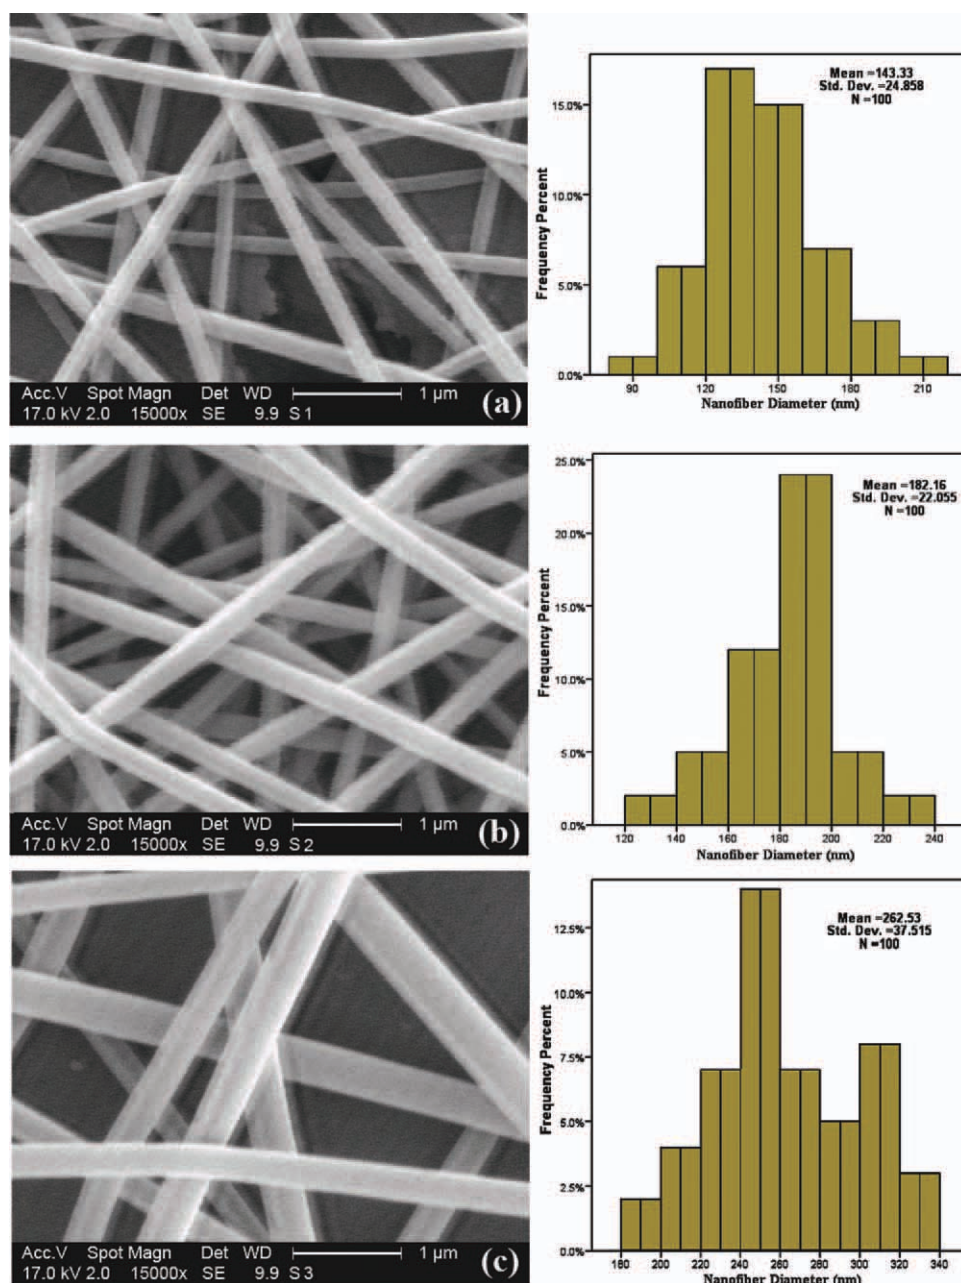 Acc.V Spot Magn Det WD 1 µm
17.0 kV 2.0 15000x SE 9.9 S 1
(a)
Mean =143.33
Std. Dev. =24.858
N =100
Frequency Percent
15.0%
10.0%
5.0%
0.0%
90 120 150 180 210
Nanofiber Diameter (nm)
Acc.V Spot Magn Det WD 1 µm
17.0 kV 2.0 15000x SE 9.9 S 2
(b)
Mean =182.16
Std. Dev. =22.055
N =100
Frequency Percent
25.0%
20.0%
15.0%
10.0%
5.0%
0.0%
120 140 160 180 200 220 240
Nanofiber Diameter (nm)
Acc.V Spot Magn Det WD 1 µm
17.0 kV 2.0 15000x SE 9.9 S 3
(c)
Mean =262.53
Std. Dev. =37.515
N =100
Frequency Percent
12.5%
10.0%
7.5%
5.0%
2.5%
0.0%
180 200 220 240 260 280 300 320 340
Nanofiber Diameter (nm)